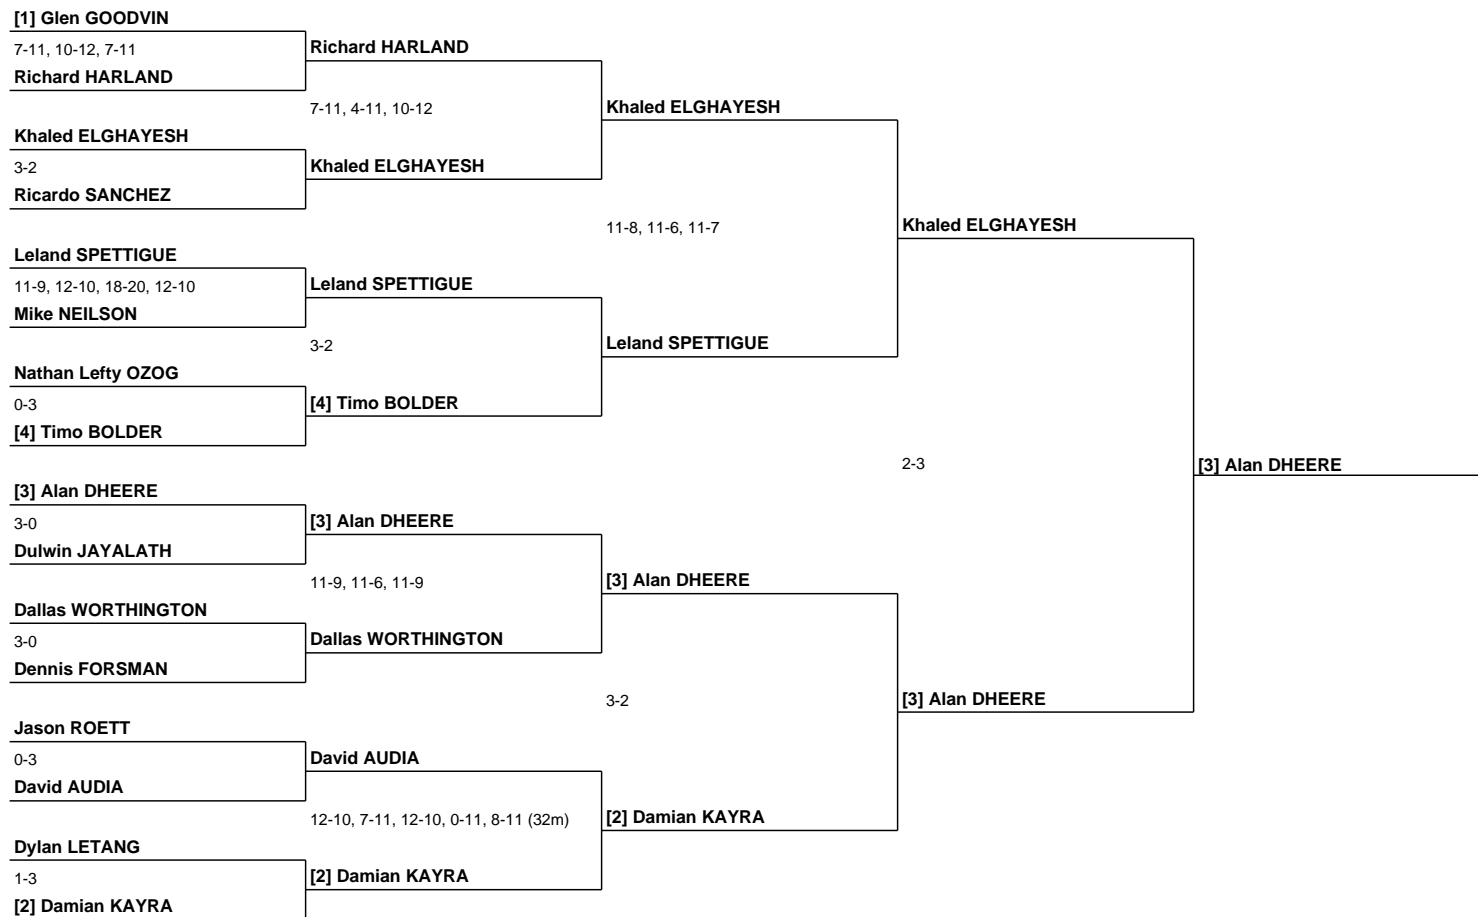 [1] Glen GOODVIN
7-11, 10-12, 7-11
Richard HARLAND
Richard HARLAND
7-11, 4-11, 10-12
Khaled ELGHAYESH
Khaled ELGHAYESH
3-2
Ricardo SANCHEZ
Khaled ELGHAYESH
11-8, 11-6, 11-7
Khaled ELGHAYESH
Leland SPETTIGUE
11-9, 12-10, 18-20, 12-10
Mike NEILSON
Leland SPETTIGUE
3-2
Leland SPETTIGUE
Nathan Lefty OZOG
0-3
[4] Timo BOLDER
[4] Timo BOLDER
2-3
[3] Alan DHEERE
[3] Alan DHEERE
3-0
Dulwin JAYALATH
[3] Alan DHEERE
11-9, 11-6, 11-9
[3] Alan DHEERE
Dallas WORTHINGTON
3-0
Dennis FORSMAN
Dallas WORTHINGTON
3-2
[3] Alan DHEERE
Jason ROETT
0-3
David AUDIA
David AUDIA
12-10, 7-11, 12-10, 0-11, 8-11 (32m)
[2] Damian KAYRA
Dylan LETANG
1-3
[2] Damian KAYRA
[2] Damian KAYRA